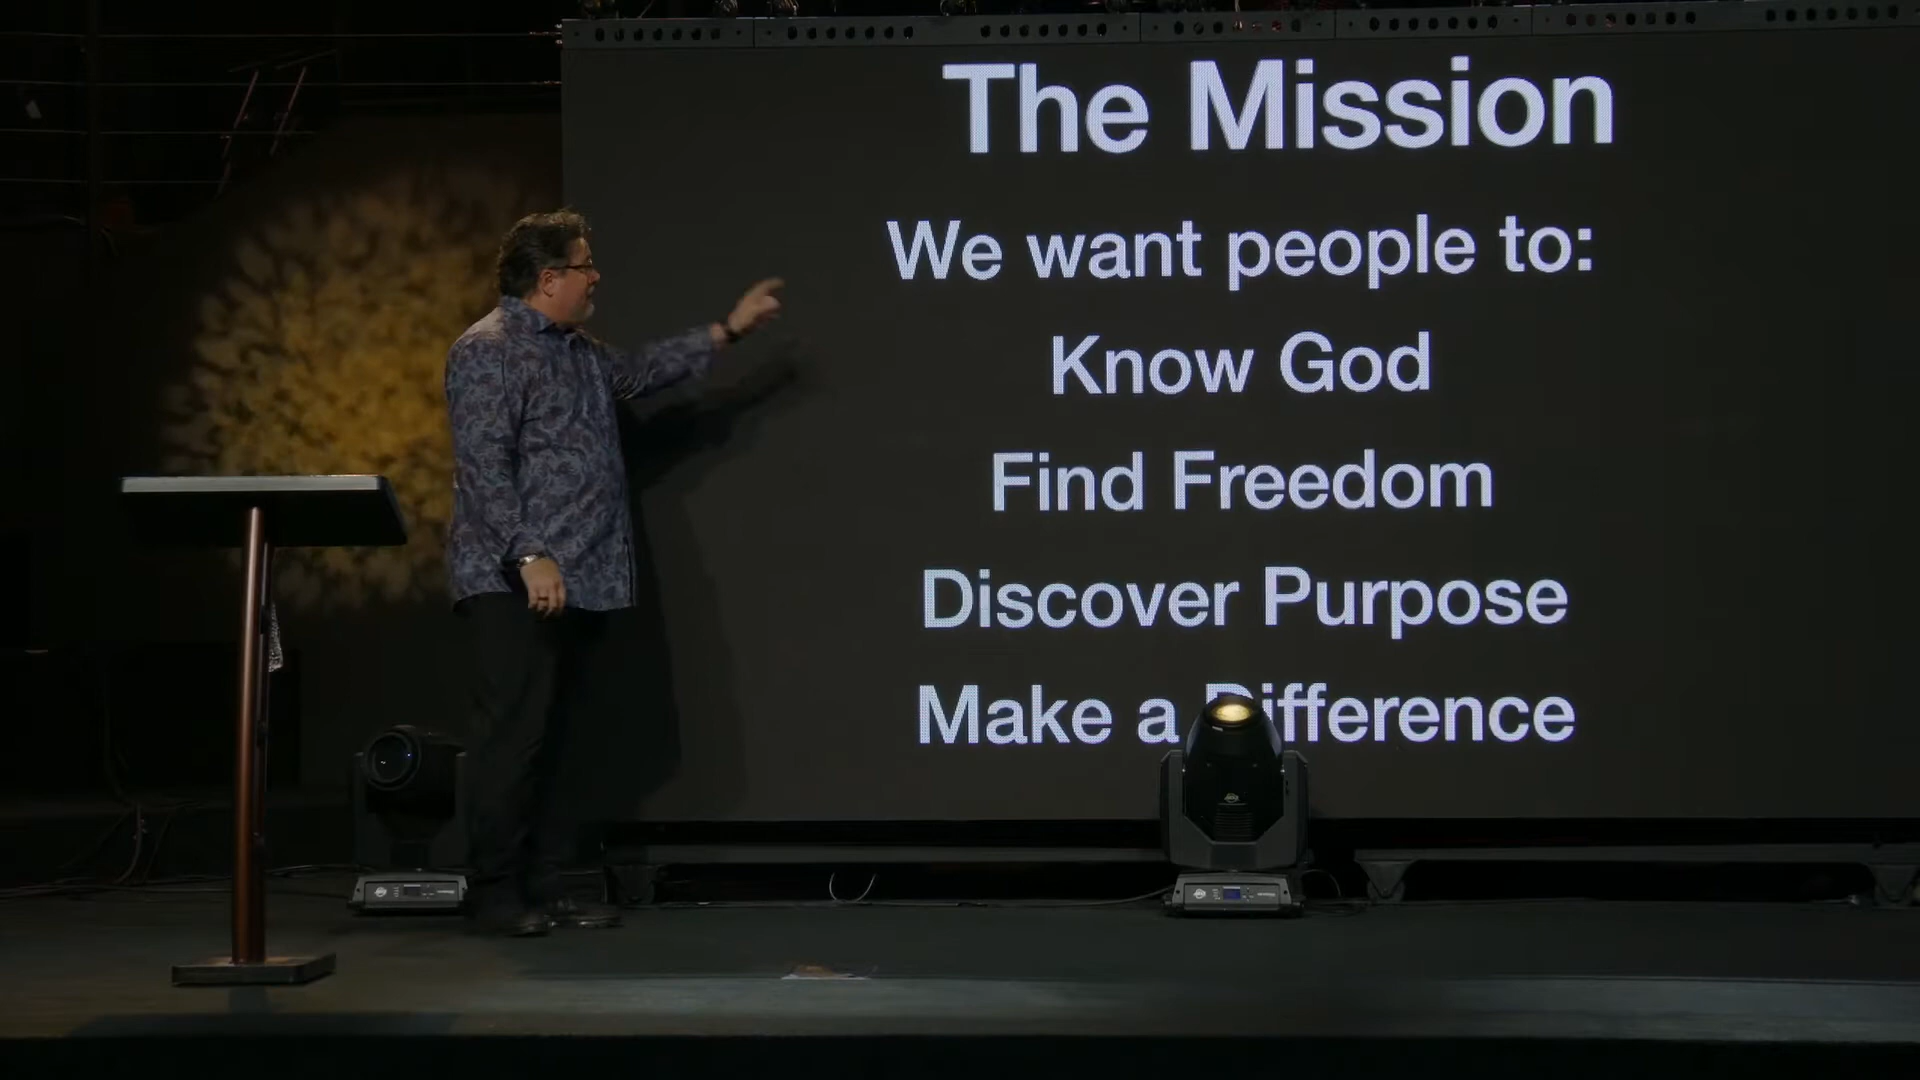 The Mission
We want people to:
Know God
Find Freedom
Discover Purpose
Make a Difference